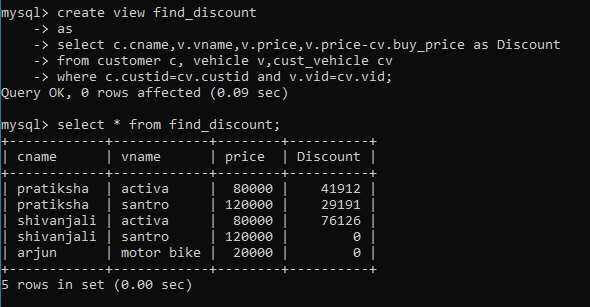 mysql> create view find_discount
    -> as
    -> select c.cname,v.vname,v.price,v.price-cv.buy_price as Discount
    -> from customer c, vehicle v,cust_vehicle cv
    -> where c.custid=cv.custid and v.vid=cv.vid;
Query OK, 0 rows affected (0.09 sec)

mysql> select * from find_discount;
+------------+------------+--------+----------+
| cname      | vname      | price  | Discount |
+------------+------------+--------+----------+
| pratiksha  | activa     |  80000 |    41912 |
| pratiksha  | santro     | 120000 |    29191 |
| shivanjali | activa     |  80000 |    76126 |
| shivanjali | santro     | 120000 |        0 |
| arjun      | motor bike |  20000 |        0 |
+------------+------------+--------+----------+
5 rows in set (0.00 sec)